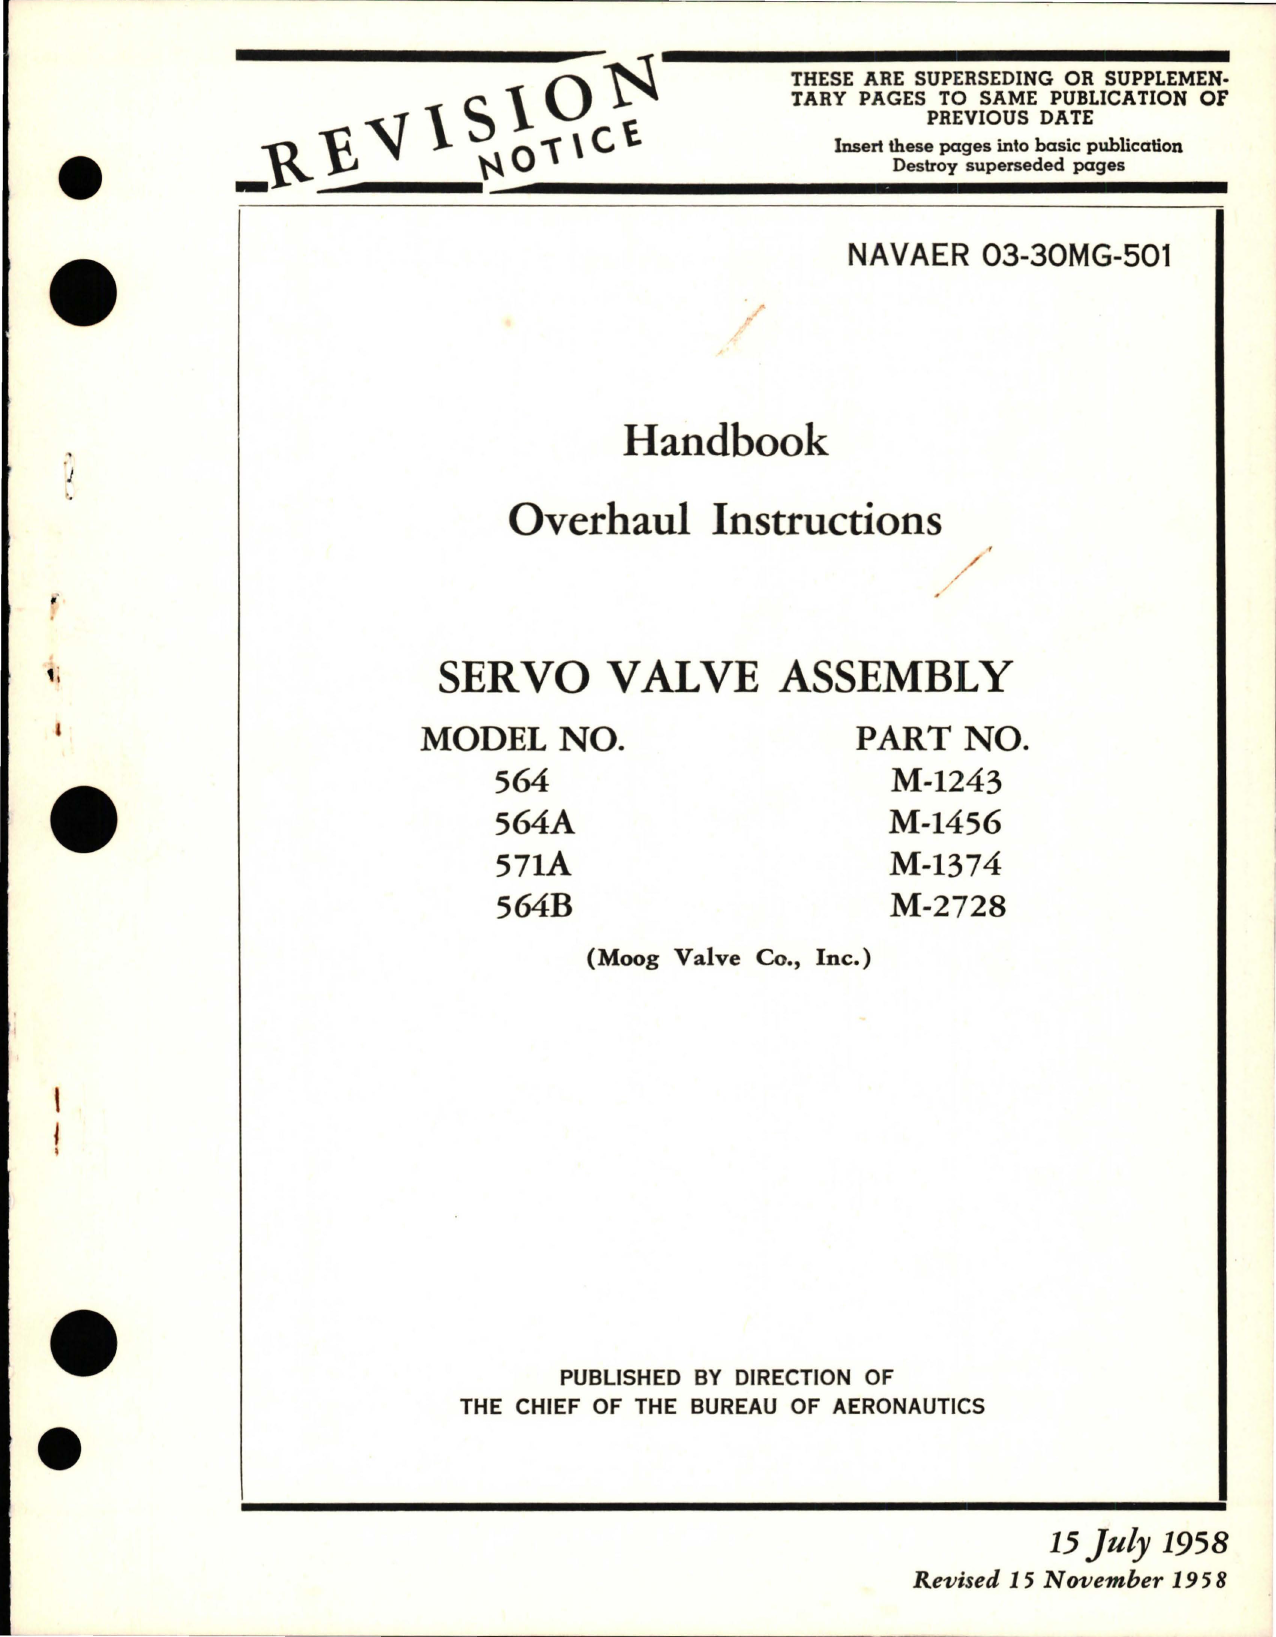 REVISION
NOTICE
THESE ARE SUPERSEDING OR SUPPLEMEN-
TARY PAGES TO SAME PUBLICATION OF
PREVIOUS DATE
Insert these pages into basic publication
Destroy superseded pages
NAVAER 03-30MG-501
Handbook
Overhaul Instructions
SERVO VALVE ASSEMBLY
MODEL NO. PART NO.
564 M-1243
564A M-1456
571A M-1374
564B M-2728
(Moog Valve Co., Inc.)
PUBLISHED BY DIRECTION OF
THE CHIEF OF THE BUREAU OF AERONAUTICS
15 July 1958
Revised 15 November 1958